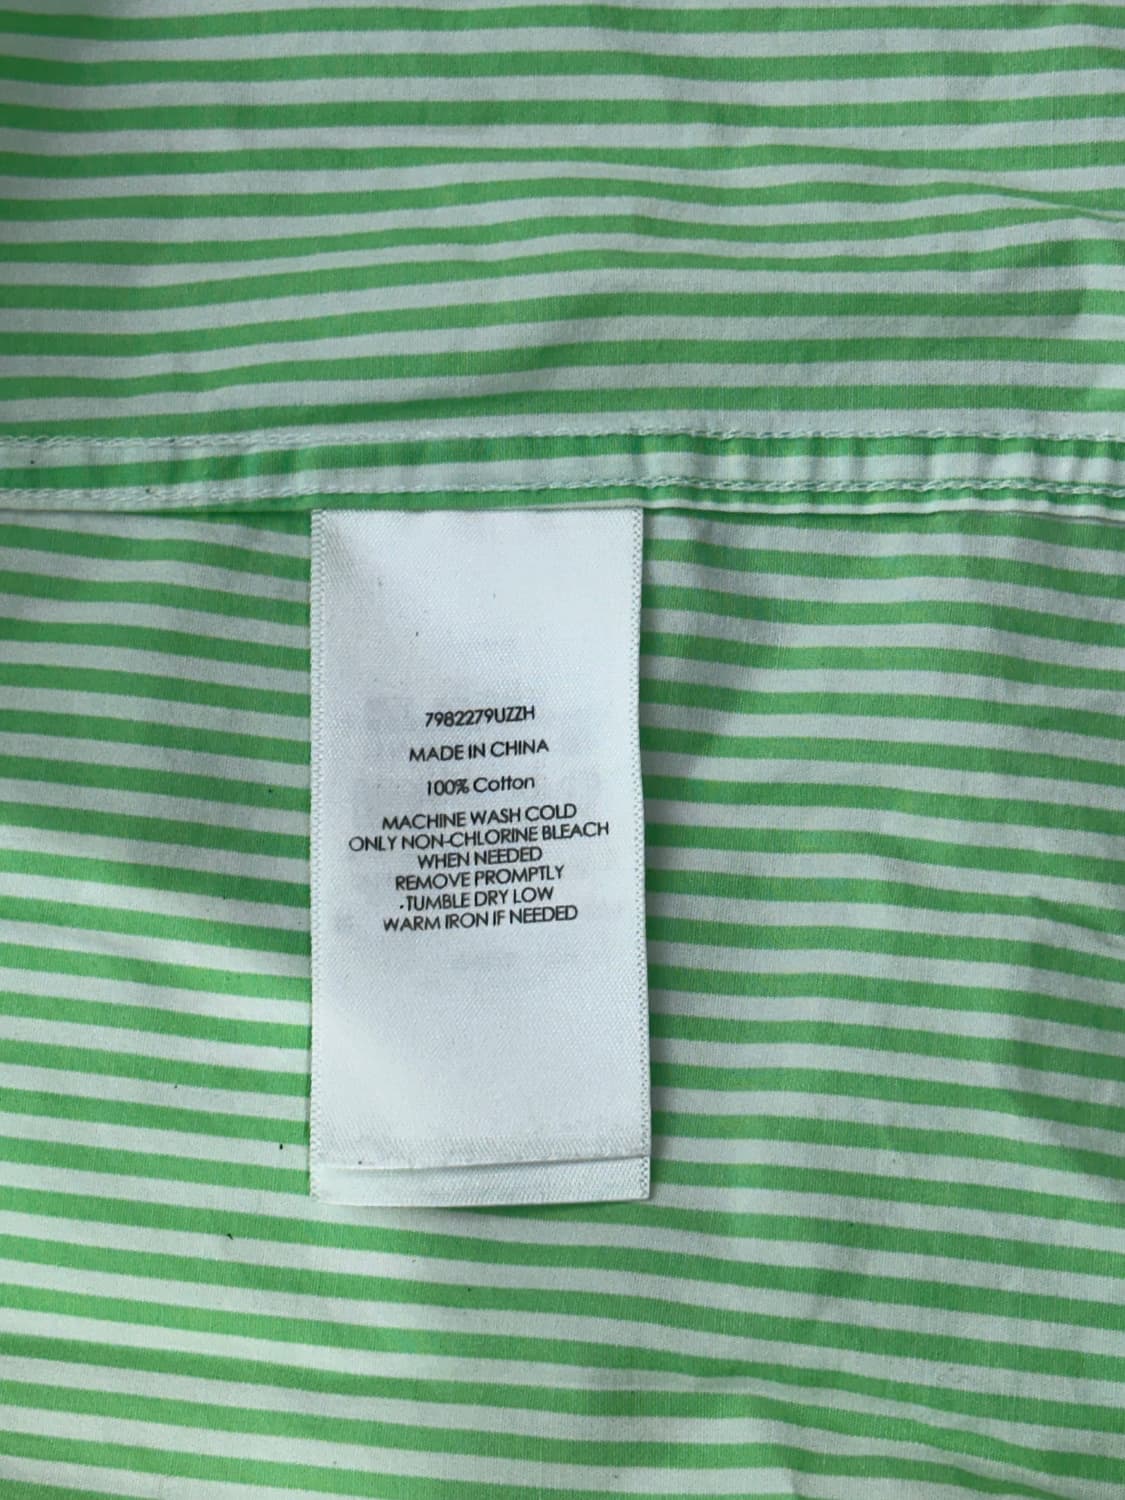 7982279UZZH
MADE IN CHINA
100% Cotton
MACHINE WASH COLD
ONLY NON-CHLORINE BLEACH
WHEN NEEDED
REMOVE PROMPTLY
.TUMBLE DRY LOW
WARM IRON IF NEEDED